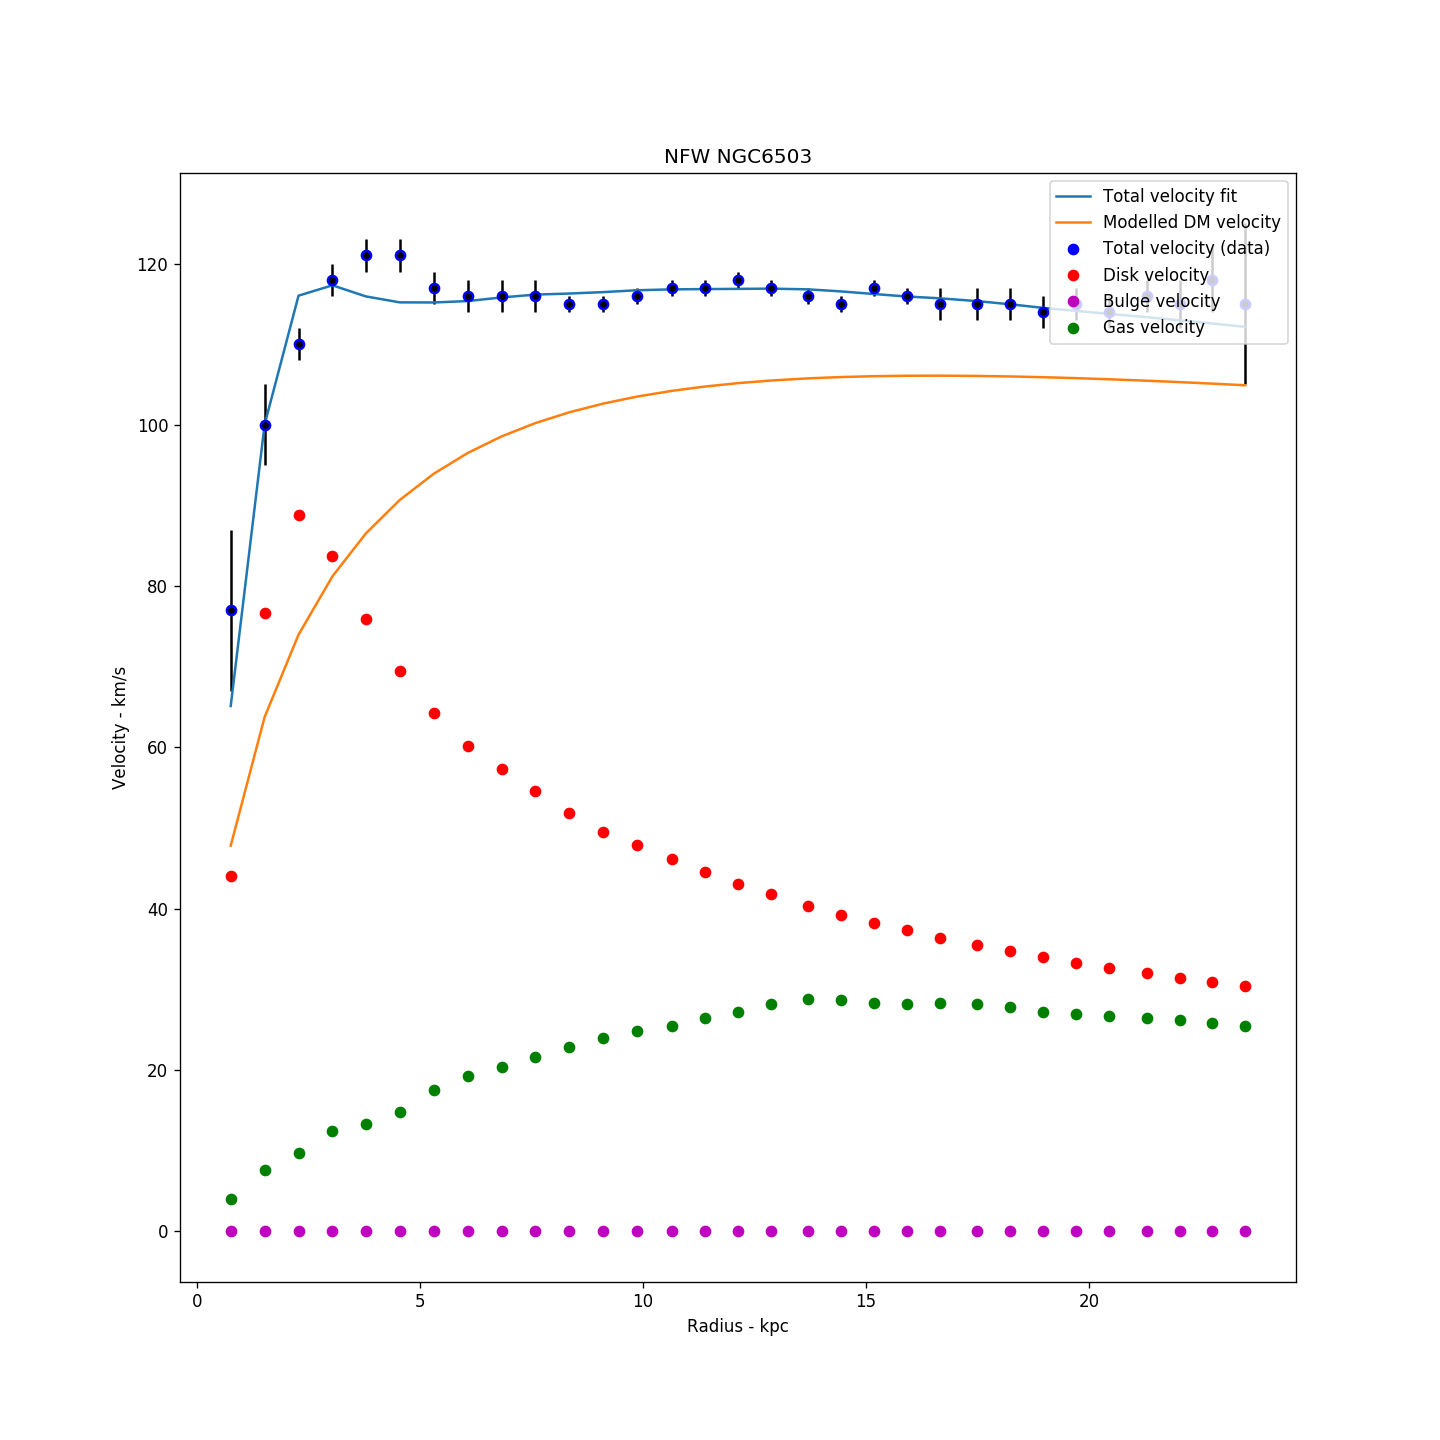 NFW NGC6503
Total velocity fit
Modelled DM velocity
Total velocity (data)
Disk velocity
Bulge velocity
Gas velocity
120
100
80
60
40
20
0
Velocity - km/s
0 5 10 15 20
Radius - kpc